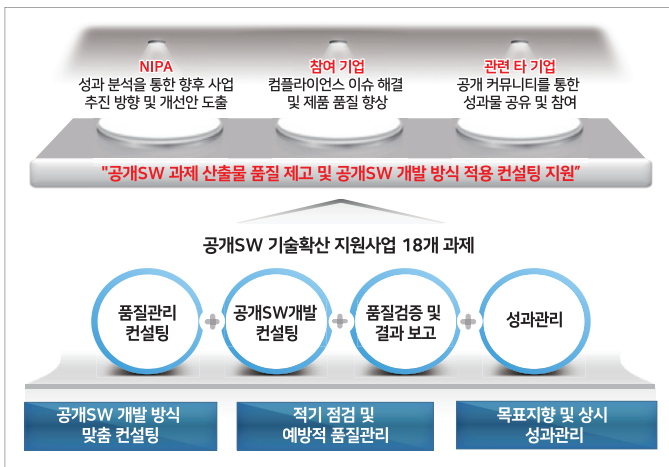 NIPA
성과 분석을 통한 향후 사업
추진 방향 및 개선안 도출
참여 기업
컴플라이언스 이슈 해결
및 제품 품질 향상
관련 타 기업
공개 커뮤니티를 통한
성과물 공유 및 참여
"공개SW 과제 산출물 품질 제고 및 공개SW 개발 방식 적용 컨설팅 지원”
공개SW 기술확산 지원사업 18개 과제
품질관리
컨설팅
+
공개SW개발
컨설팅
+
품질검증 및
결과 보고
+
성과관리
공개SW 개발 방식
맞춤 컨설팅
적기 점검 및
예방적 품질관리
목표지향 및 상시
성과관리